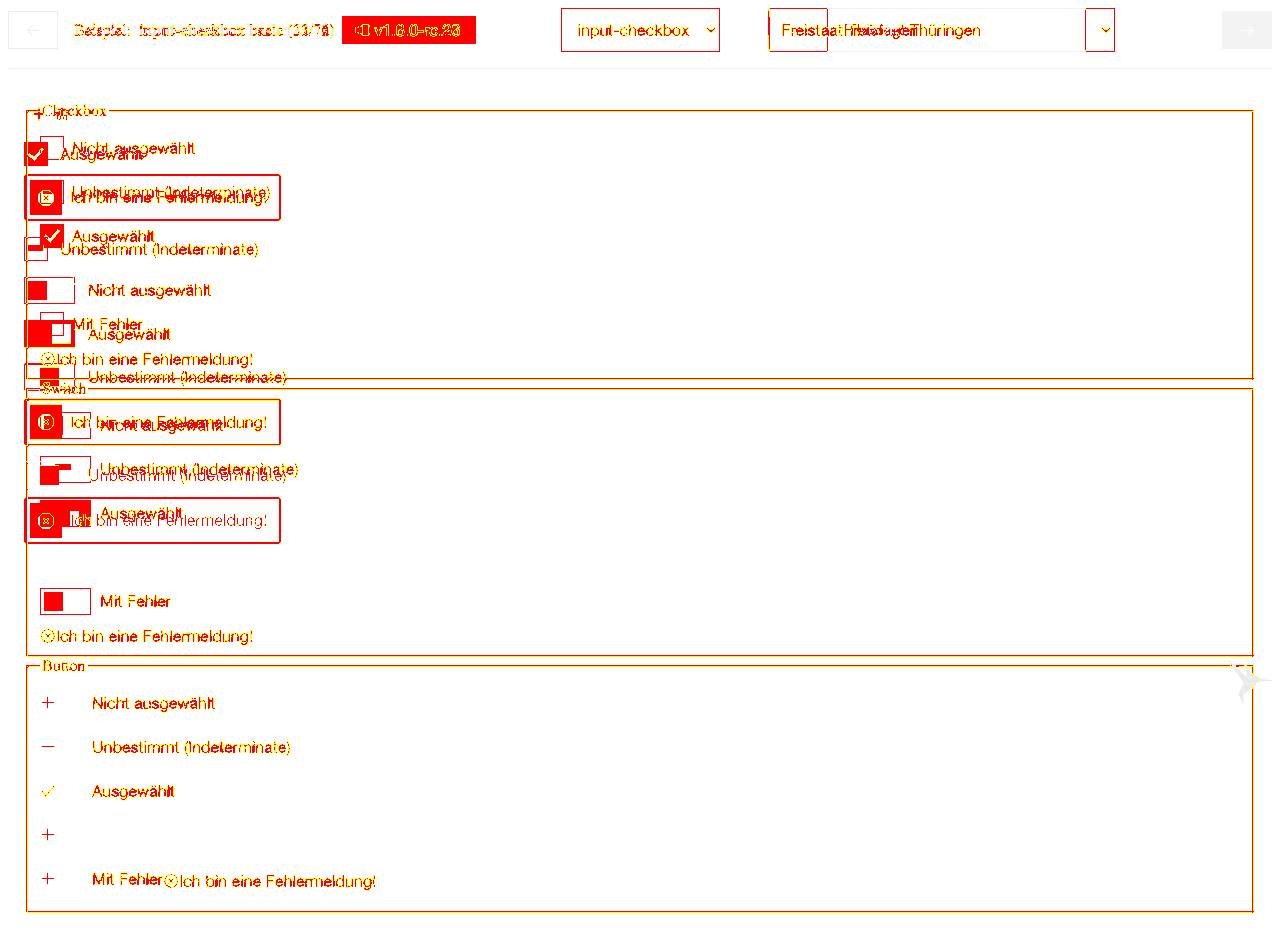 Beispiel: input-checkbox basic v1.6.0-rc.23 input-checkbox Freistaat Thüringen
Checkbox
Nicht ausgewählt
Ausgewählt
Unbestimmt (Indeterminate)
Ich bin eine Fehlermeldung!
Ausgewählt
Unbestimmt (Indeterminate)
Nicht ausgewählt
Mit Fehler
Ausgewählt
Ich bin eine Fehlermeldung!
Unbestimmt (Indeterminate)
Switch
Ich bin eine Fehlermeldung!
Nicht ausgewählt
Unbestimmt (Indeterminate)
Unbestimmt (Indeterminate)
Ausgewählt
Ich bin eine Fehlermeldung!
Mit Fehler
Ich bin eine Fehlermeldung!
Button
Nicht ausgewählt
Unbestimmt (Indeterminate)
Ausgewählt
Mit Fehler Ich bin eine Fehlermeldung!